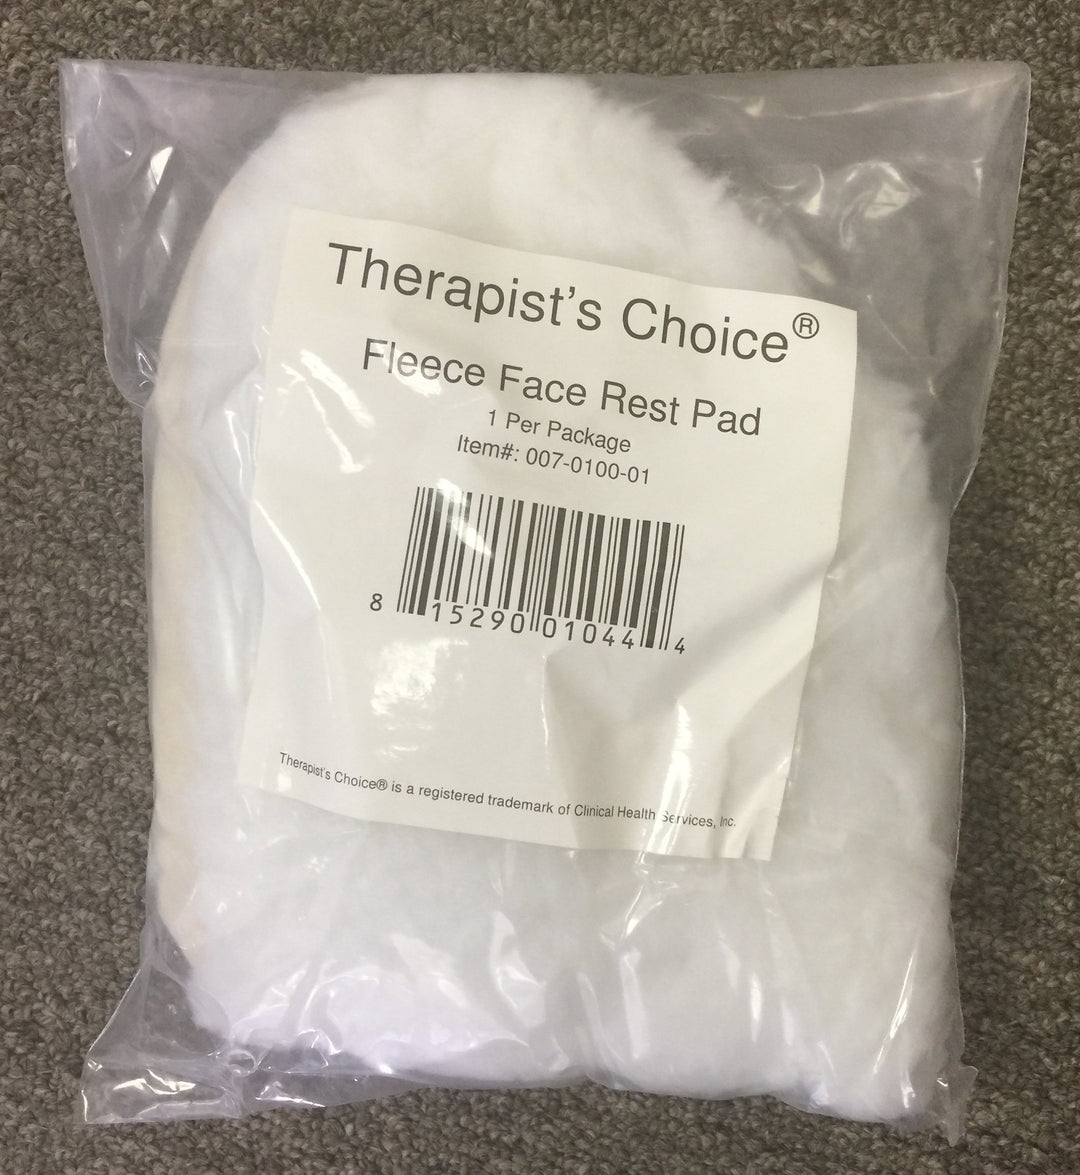 Therapist's Choice®
Fleece Face Rest Pad
1 Per Package
Item#: 007-0100-01
8 15290 01044 4
Therapist's Choice® is a registered trademark of Clinical Health Services, Inc.